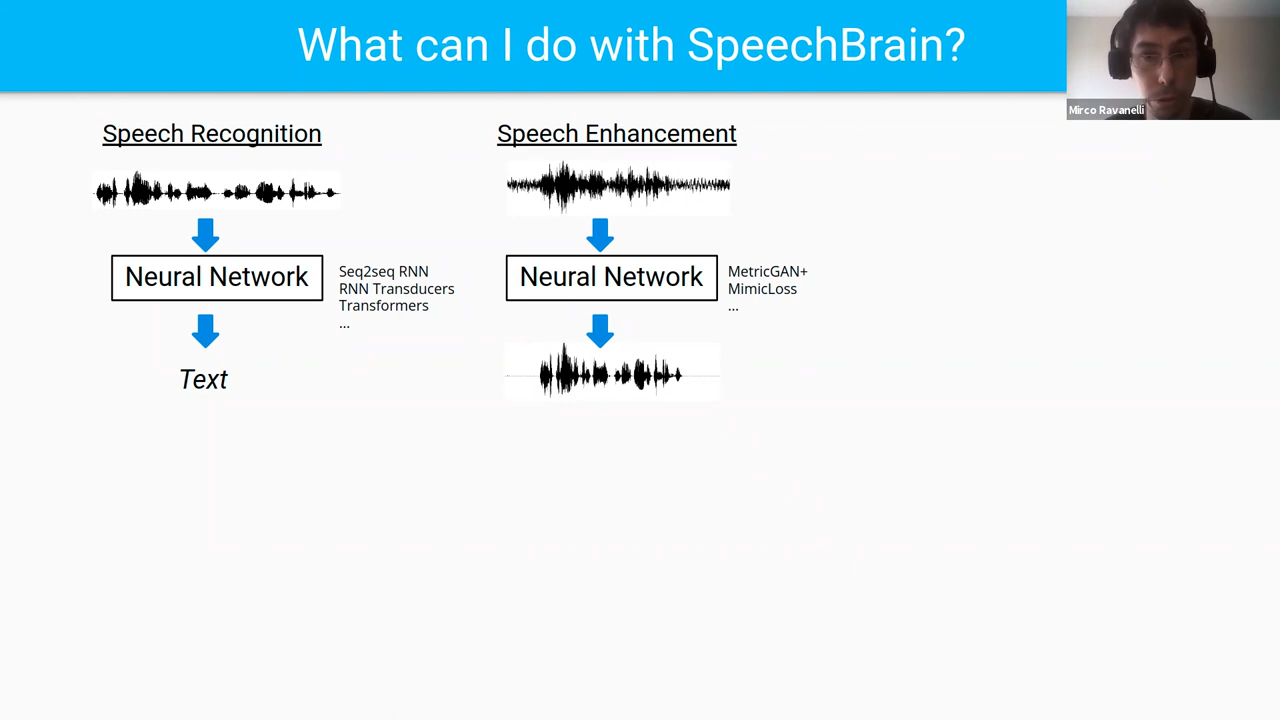 What can I do with SpeechBrain?
Mirco Ravanelli
Speech Recognition
Neural Network
Seq2seq RNN
RNN Transducers
Transformers
...
Text
Speech Enhancement
Neural Network
MetricGAN+
MimicLoss
...